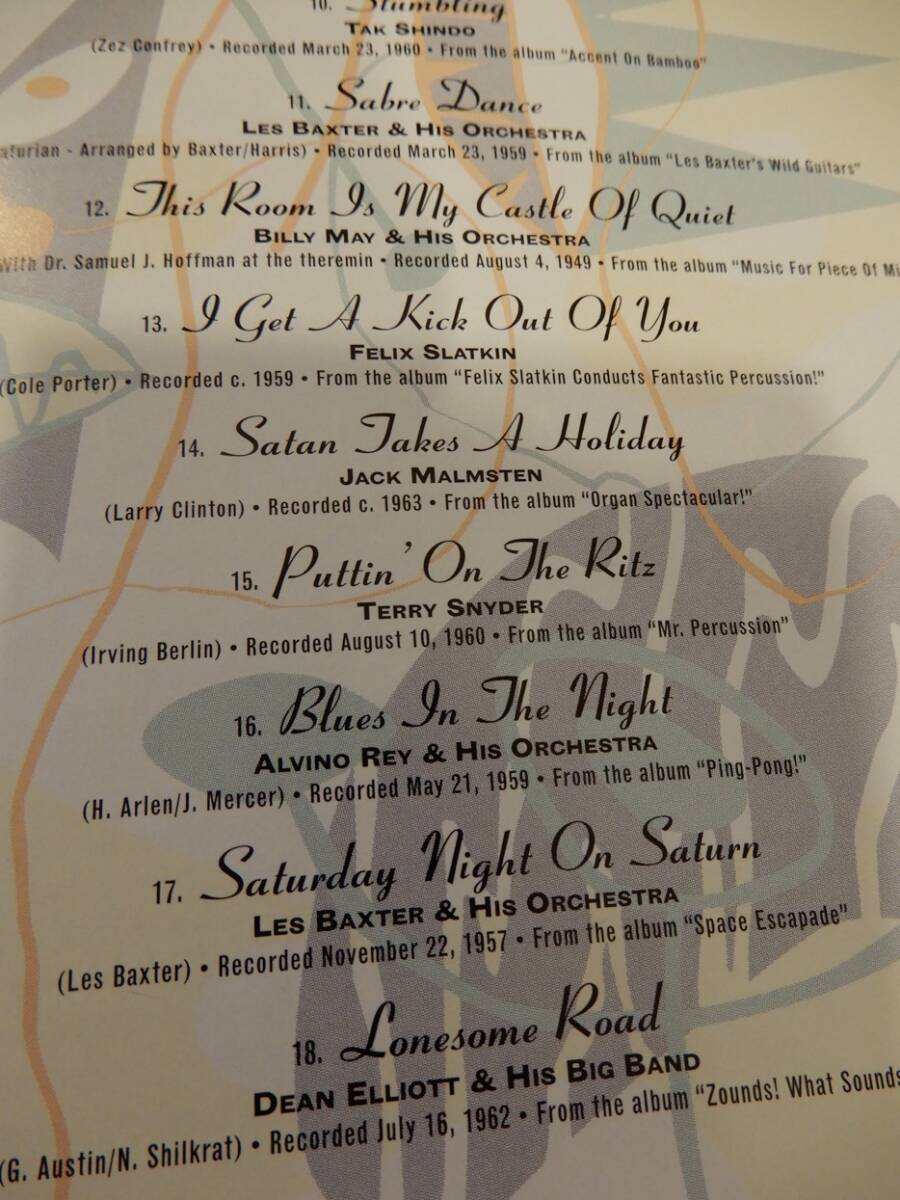 10. Stumbling
TAK SHINDO
(Zez Confrey) • Recorded March 23, 1960 • From the album "Accent On Bamboo"
11. Sabre Dance
LES BAXTER & HIS ORCHESTRA
aturian - Arranged by Baxter/Harris) • Recorded March 23, 1959 • From the album "Les Baxter's Wild Guitars"
12. This Room Is My Castle Of Quiet
BILLY MAY & HIS ORCHESTRA
With Dr. Samuel J. Hoffman at the theremin • Recorded August 4, 1949 • From the album "Music For Piece Of Mi
13. I Get A Kick Out Of You
FELIX SLATKIN
(Cole Porter) • Recorded c. 1959 • From the album "Felix Slatkin Conducts Fantastic Percussion!"
14. Satan Takes A Holiday
JACK MALMSTEN
(Larry Clinton) • Recorded c. 1963 • From the album "Organ Spectacular!"
15. Puttin' On The Ritz
TERRY SNYDER
(Irving Berlin) • Recorded August 10, 1960 • From the album "Mr. Percussion"
16. Blues In The Night
ALVINO REY & HIS ORCHESTRA
(H. Arlen/J. Mercer) • Recorded May 21, 1959 • From the album "Ping-Pong!"
17. Saturday Night On Saturn
LES BAXTER & HIS ORCHESTRA
(Les Baxter) • Recorded November 22, 1957 • From the album "Space Escapade"
18. Lonesome Road
DEAN ELLIOTT & HIS BIG BAND
(G. Austin/N. Shilkrat) • Recorded July 16, 1962 • From the album "Zounds! What Sounds